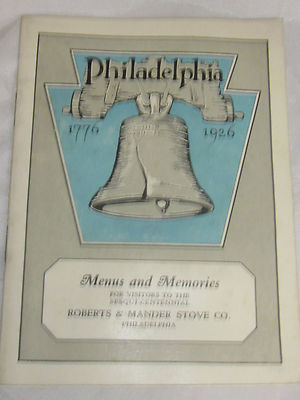 Philadelphia
1776 1926
Menus and Memories
FOR VISITORS TO THE
SESQUI-CENTENNIAL
ROBERTS & MANDER STOVE CO.
PHILADELPHIA